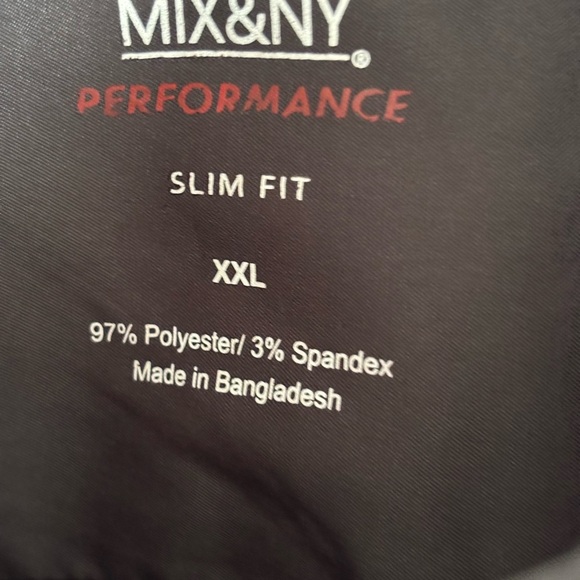 MIX&NY®
PERFORMANCE
SLIM FIT
XXL
97% Polyester/ 3% Spandex
Made in Bangladesh